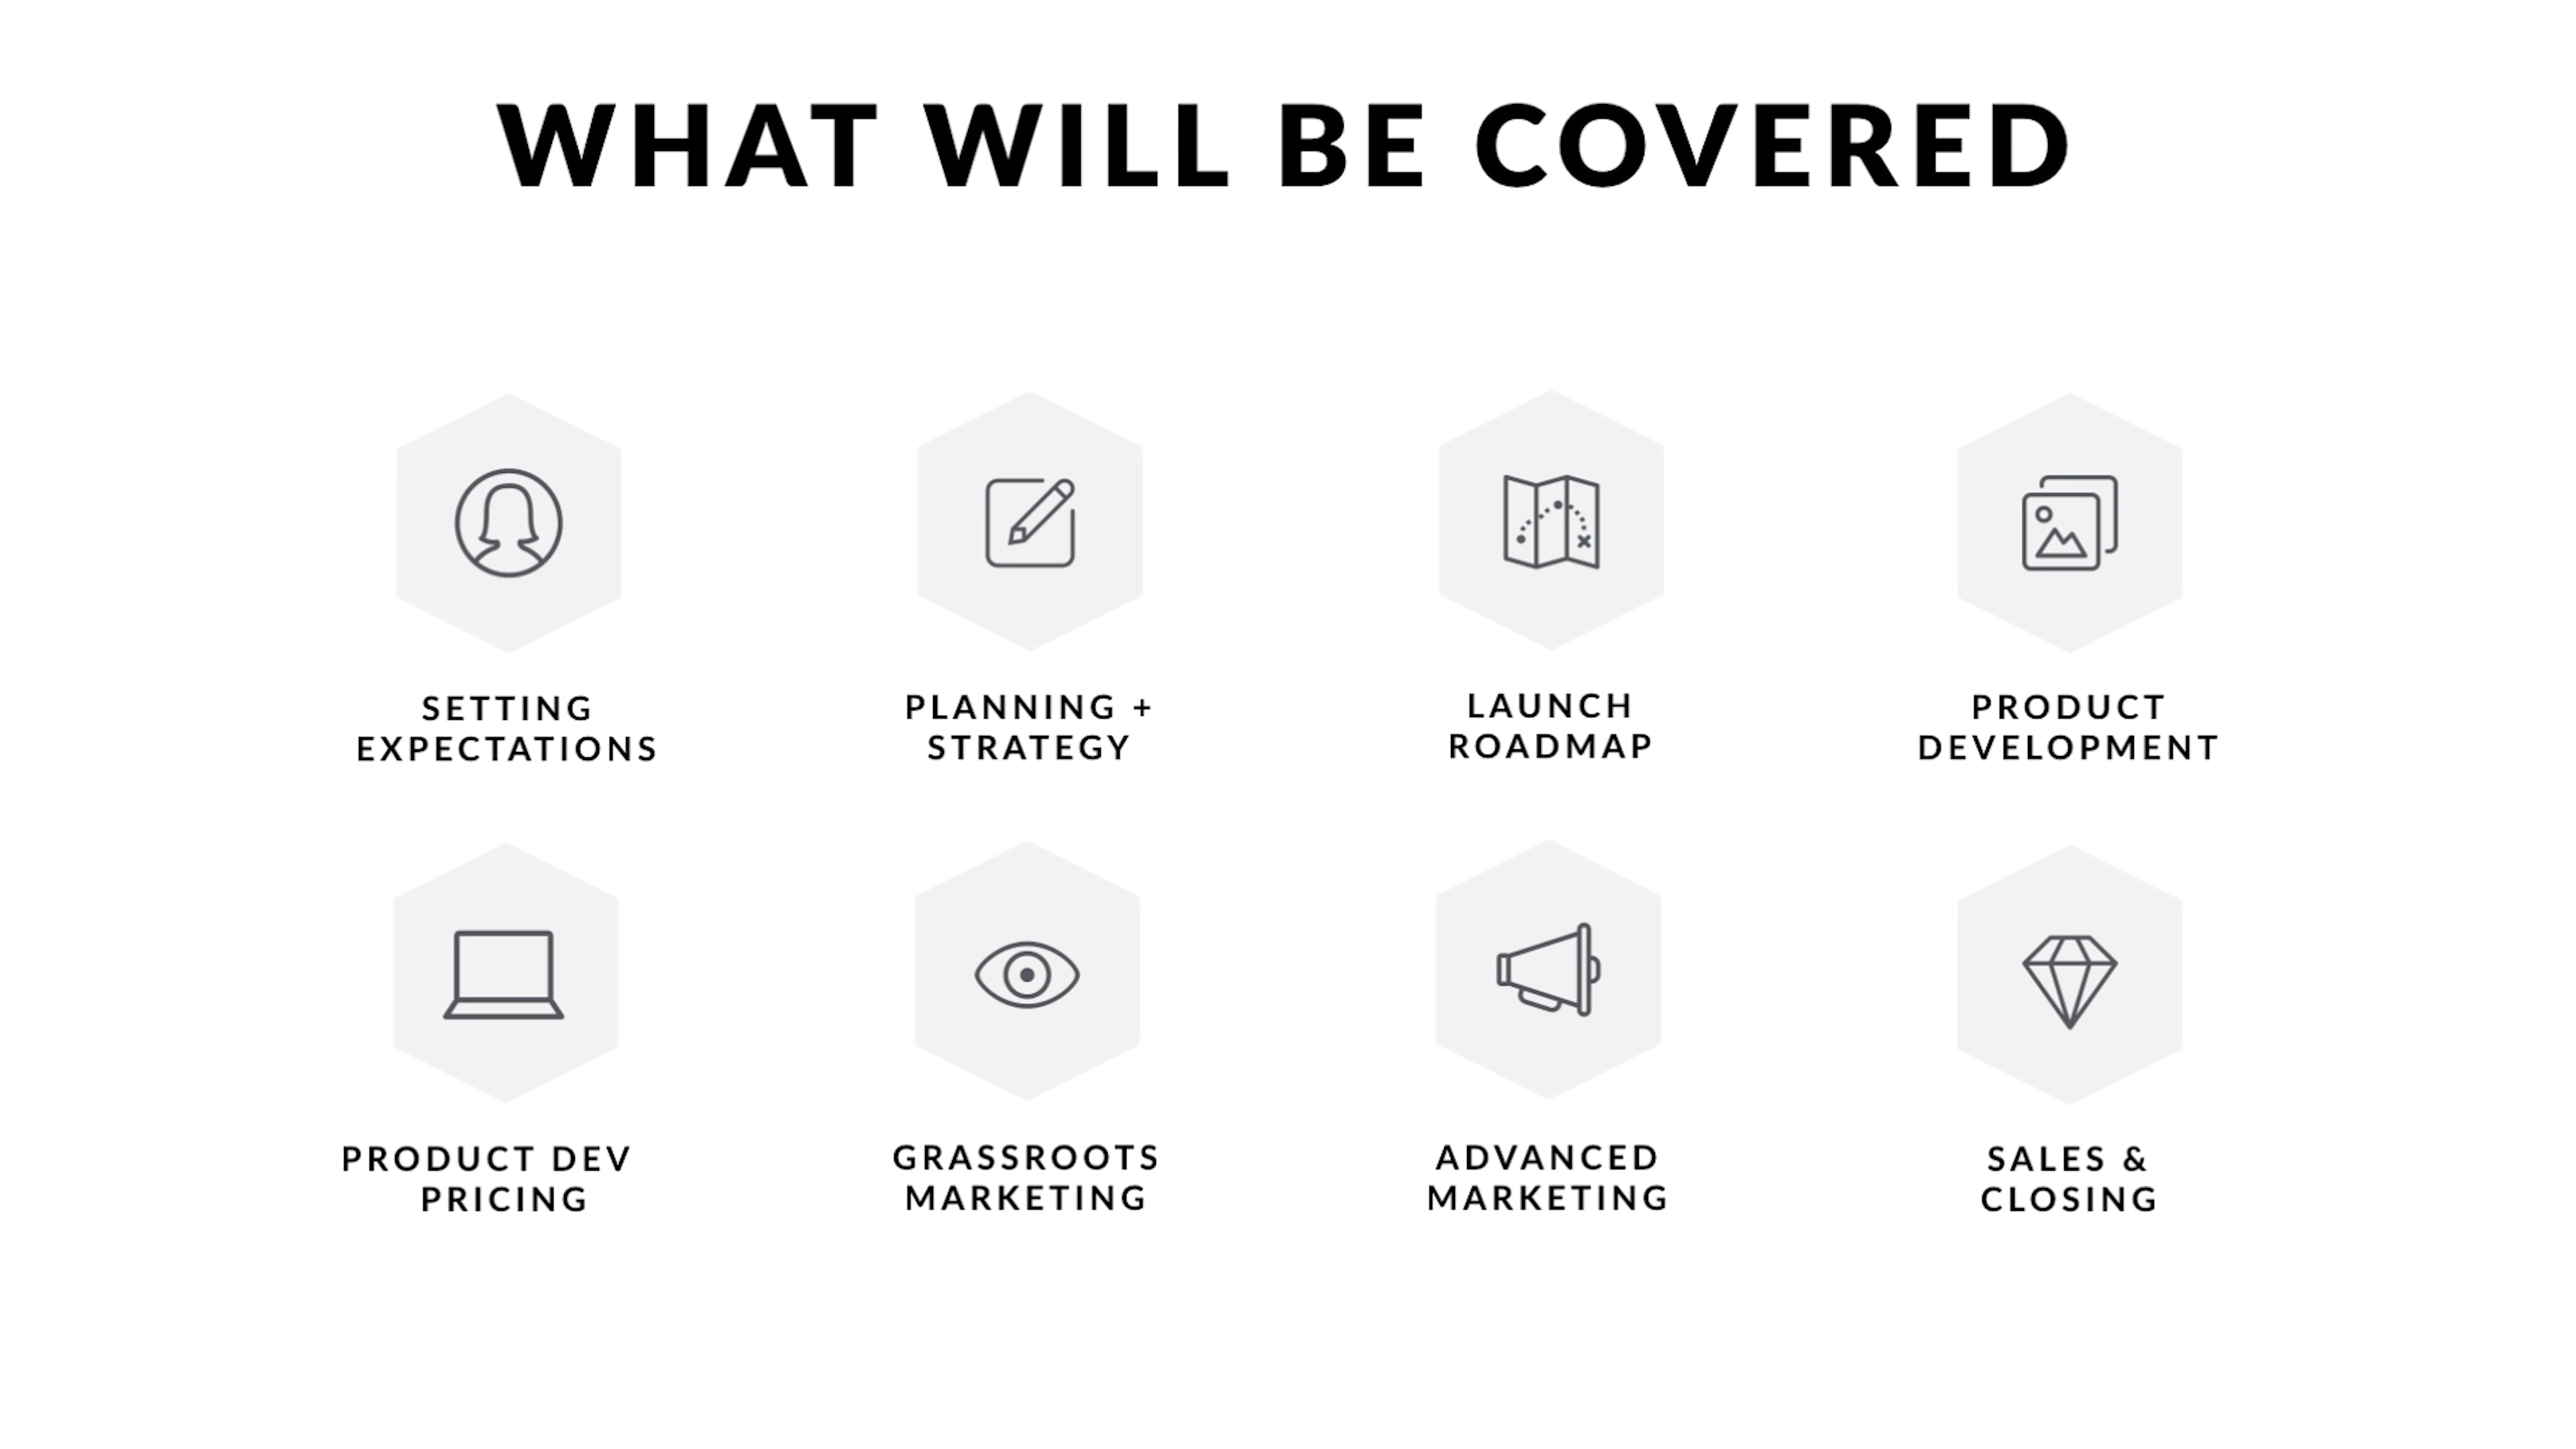 WHAT WILL BE COVERED
SETTING
EXPECTATIONS
PLANNING +
STRATEGY
LAUNCH
ROADMAP
PRODUCT
DEVELOPMENT
PRODUCT DEV
PRICING
GRASSROOTS
MARKETING
ADVANCED
MARKETING
SALES &
CLOSING